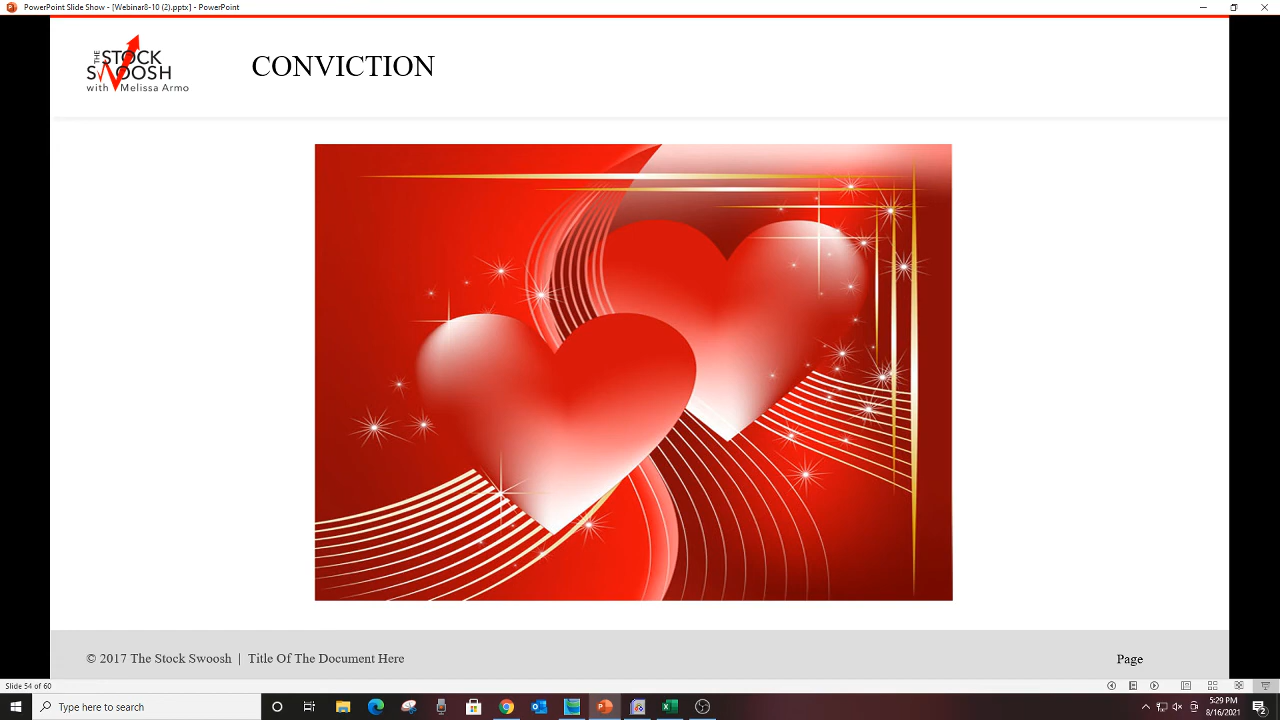 PowerPoint Slide Show - [Webinar8-10 (2).pptx] - PowerPoint
THE STOCK
SWOOSH
with Melissa Armo
CONVICTION
© 2017 The Stock Swoosh | Title Of The Document Here
Page
Slide 54 of 60
Type here to search
5:29 PM
8/16/2021
2